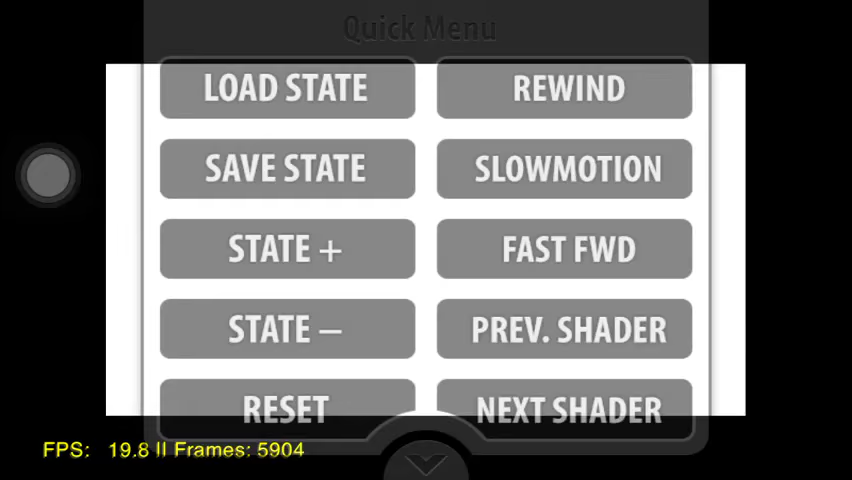 Quick Menu
LOAD STATE
REWIND
SAVE STATE
SLOWMOTION
STATE +
FAST FWD
STATE –
PREV. SHADER
RESET
NEXT SHADER
FPS: 19.8 || Frames: 5904